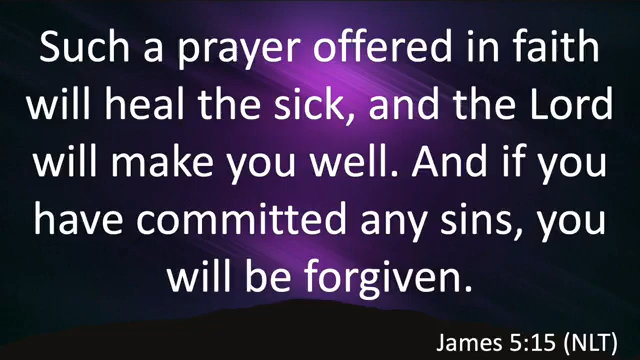 Such a prayer offered in faith
will heal the sick, and the Lord
will make you well. And if you
have committed any sins, you
will be forgiven.
James 5:15 (NLT)